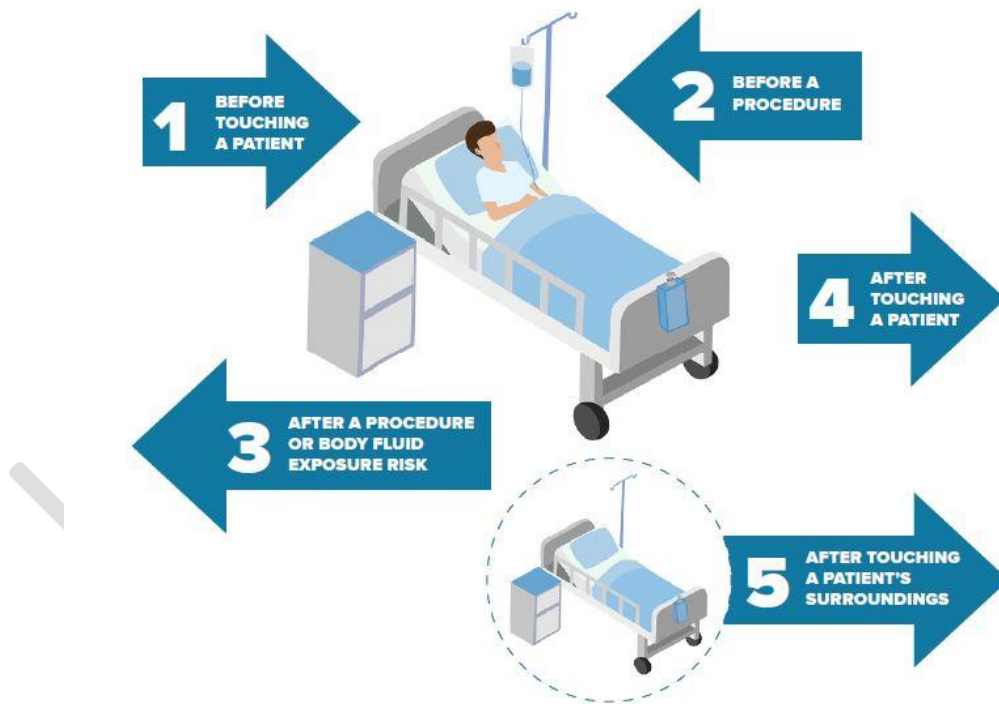 1
BEFORE
TOUCHING
A PATIENT
2
BEFORE A
PROCEDURE
3
AFTER A PROCEDURE
OR BODY FLUID
EXPOSURE RISK
4
AFTER
TOUCHING
A PATIENT
5
AFTER TOUCHING
A PATIENT'S
SURROUNDINGS